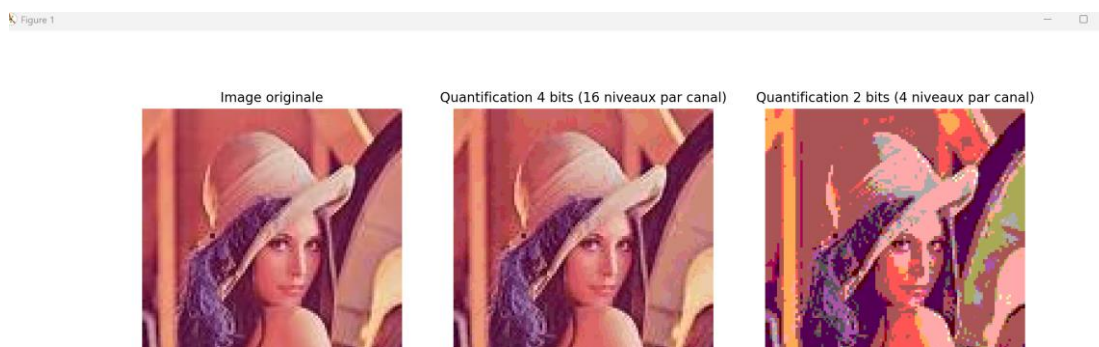 Figure 1
Image originale
Quantification 4 bits (16 niveaux par canal)
Quantification 2 bits (4 niveaux par canal)